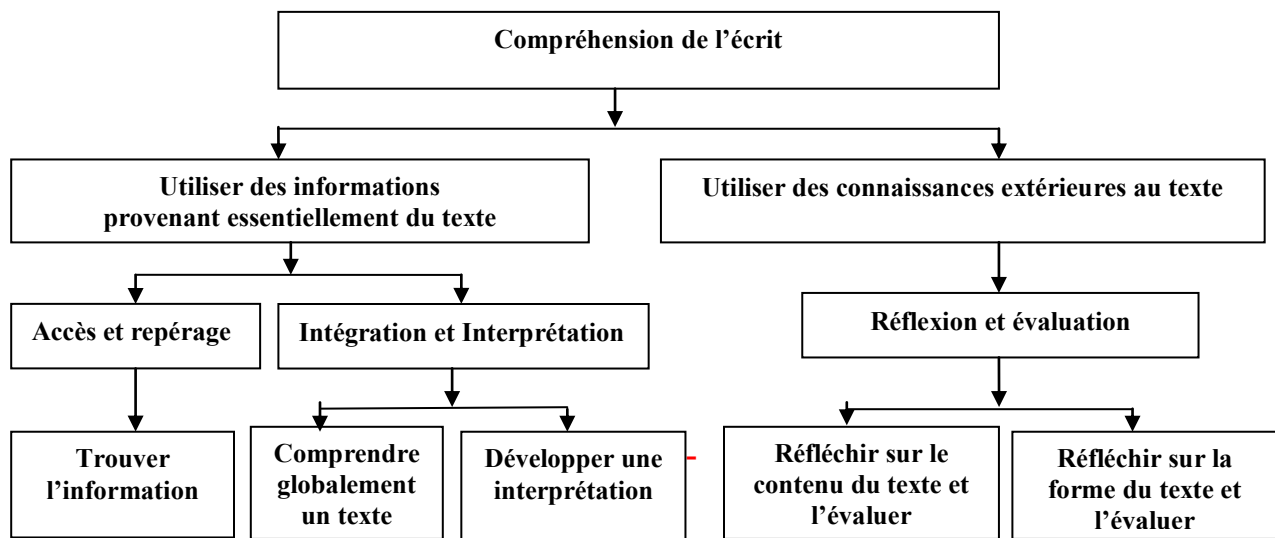 Compréhension de l’écrit
Utiliser des informations
provenant essentiellement du texte
Utiliser des connaissances extérieures au texte
Accès et repérage
Intégration et Interprétation
Réflexion et évaluation
Trouver
l’information
Comprendre
globalement
un texte
Développer une
interprétation
Réfléchir sur le
contenu du texte et
l’évaluer
Réfléchir sur la
forme du texte et
l’évaluer